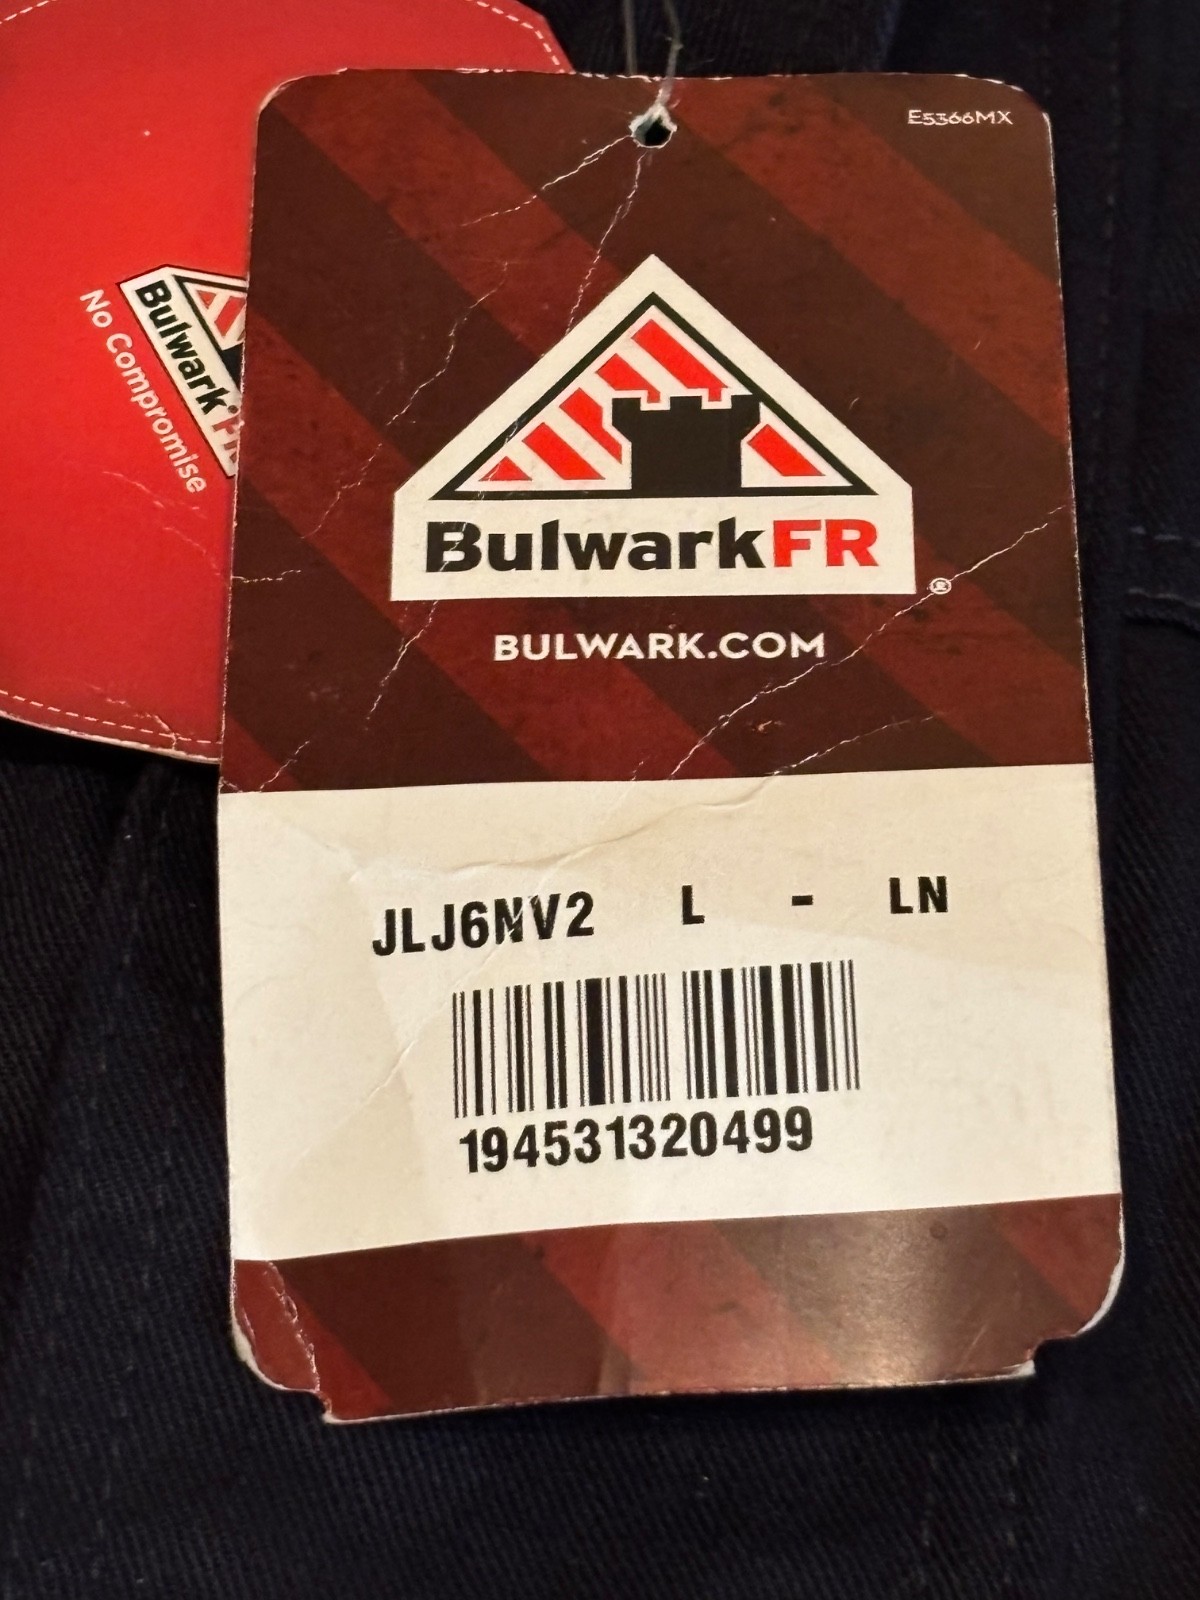 E5366MX
Bulwark®
No Compromise
BulwarkFR®
BULWARK.COM
JLJ6NV2 L - LN
194531320499